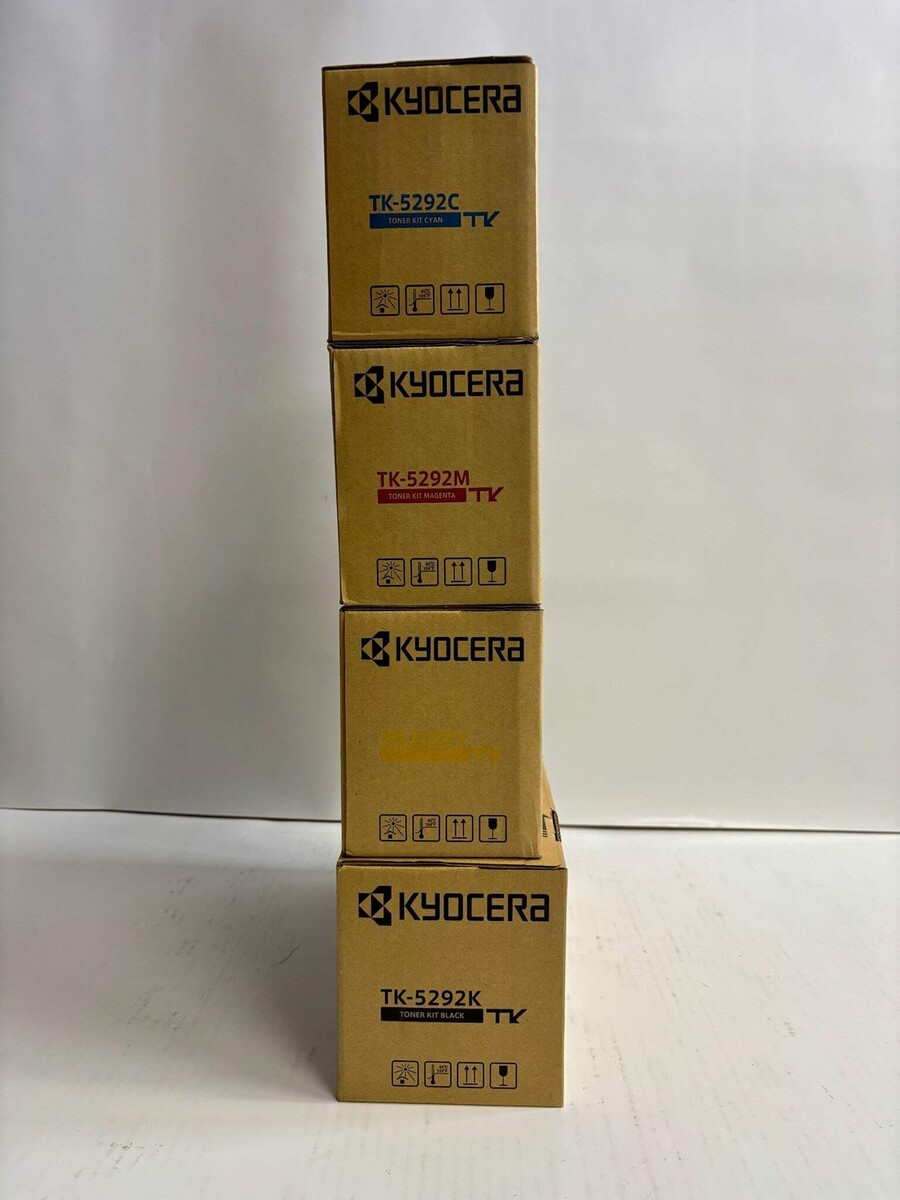 KYOCERA
TK-5292C
TONER KIT CYAN TK
KYOCERA
TK-5292M
TONER KIT MAGENTA TK
KYOCERA
TK
KYOCERA
TK-5292K
TONER KIT BLACK TK